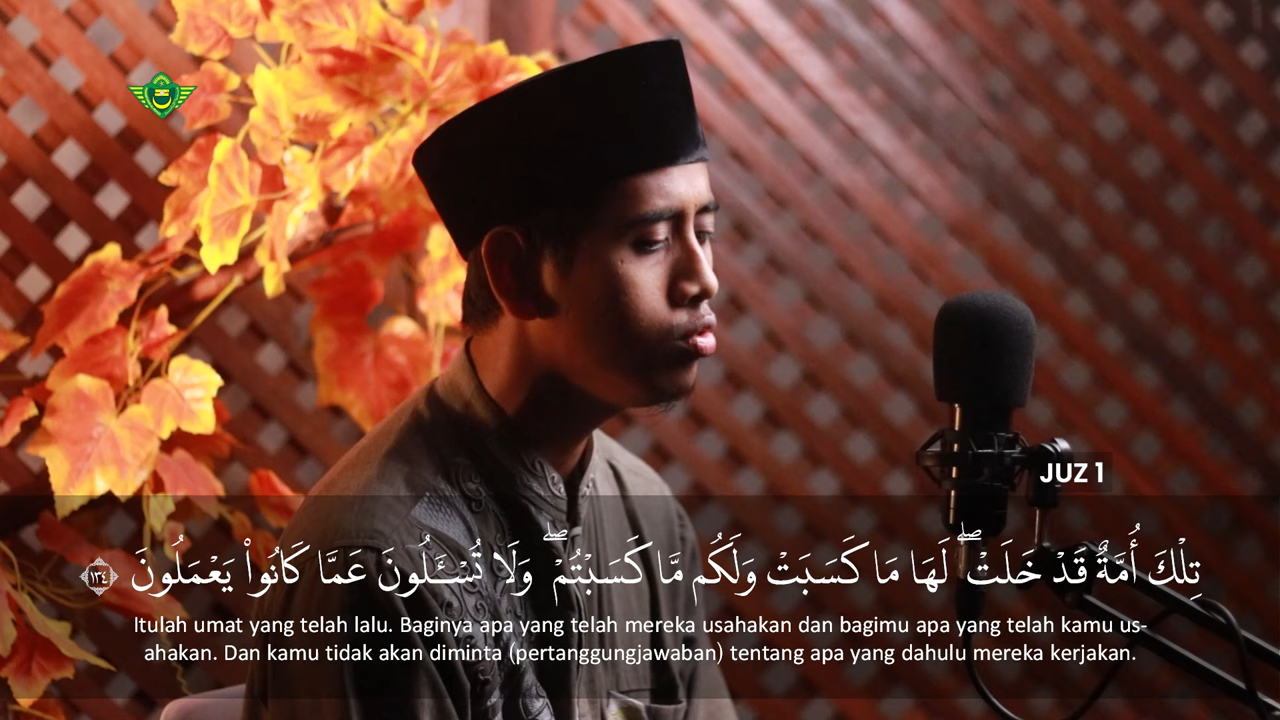 JUZ 1
تِلْكَ أُمَّةٌ قَدْ خَلَتْ ۖ لَهَا مَا كَسَبَتْ وَلَكُم مَّا كَسَبْتُمْ ۖ وَلَا تُسْـَٔلُونَ عَمَّا كَانُوا۟ يَعْمَلُونَ ١٣٤
Itulah umat yang telah lalu. Baginya apa yang telah mereka usahakan dan bagimu apa yang telah kamu us-
ahakan. Dan kamu tidak akan diminta (pertanggungjawaban) tentang apa yang dahulu mereka kerjakan.